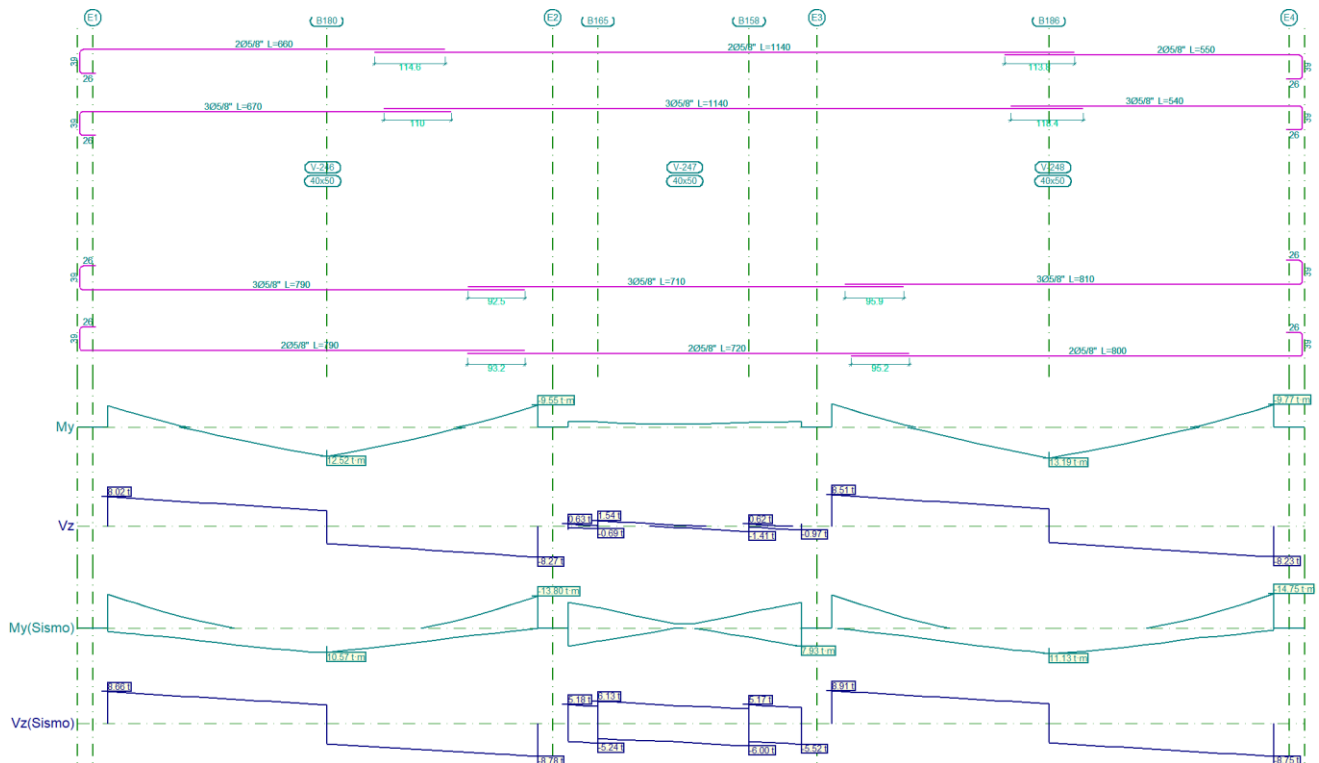 E1 B180 E2 B165 B158 E3 B186 E4
2Ø5/8" L=660 2Ø5/8" L=1140 2Ø5/8" L=550
39 39
114.6
26 26
3Ø5/8" L=670 3Ø5/8" L=1140 3Ø5/8" L=540
39 39
110 118.4
26 26
V-246 V-247 V-248
40x50 40x50 40x50
26 26
39 39
3Ø5/8" L=790 3Ø5/8" L=710 3Ø5/8" L=810
92.5 95.9
26 26
39 39
2Ø5/8" L=790 2Ø5/8" L=720 2Ø5/8" L=800
93.2 95.2
-9.55 t·m -9.77 t·m
My
12.52 t·m 13.19 t·m
8.02 t 0.63 t 1.54 t 0.62 t 8.51 t
Vz
-8.27 t -0.69 t -1.41 t -0.97 t -8.23 t
-13.80 t·m -14.75 t·m
My(Sismo)
10.57 t·m 7.93 t·m 11.13 t·m
8.66 t 5.18 t 6.13 t 5.17 t 8.91 t
Vz(Sismo)
-8.78 t -5.24 t -6.00 t -5.52 t -8.75 t